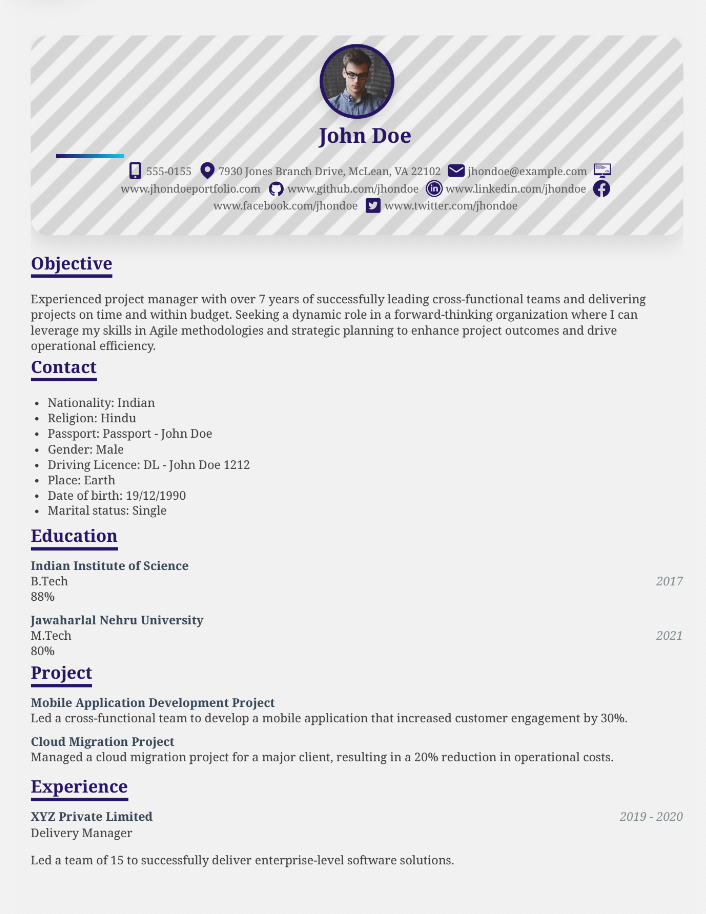 John Doe
555-0155 7930 Jones Branch Drive, McLean, VA 22102 jhondoe@example.com
www.jhondoeportfolio.com www.github.com/jhondoe www.linkedin.com/jhondoe
www.facebook.com/jhondoe www.twitter.com/jhondoe
Objective
Experienced project manager with over 7 years of successfully leading cross-functional teams and delivering
projects on time and within budget. Seeking a dynamic role in a forward-thinking organization where I can
leverage my skills in Agile methodologies and strategic planning to enhance project outcomes and drive
operational efficiency.
Contact
• Nationality: Indian
• Religion: Hindu
• Passport: Passport - John Doe
• Gender: Male
• Driving Licence: DL - John Doe 1212
• Place: Earth
• Date of birth: 19/12/1990
• Marital status: Single
Education
Indian Institute of Science
B.Tech 2017
88%
Jawaharlal Nehru University
M.Tech 2021
80%
Project
Mobile Application Development Project
Led a cross-functional team to develop a mobile application that increased customer engagement by 30%.
Cloud Migration Project
Managed a cloud migration project for a major client, resulting in a 20% reduction in operational costs.
Experience
XYZ Private Limited 2019 - 2020
Delivery Manager
Led a team of 15 to successfully deliver enterprise-level software solutions.